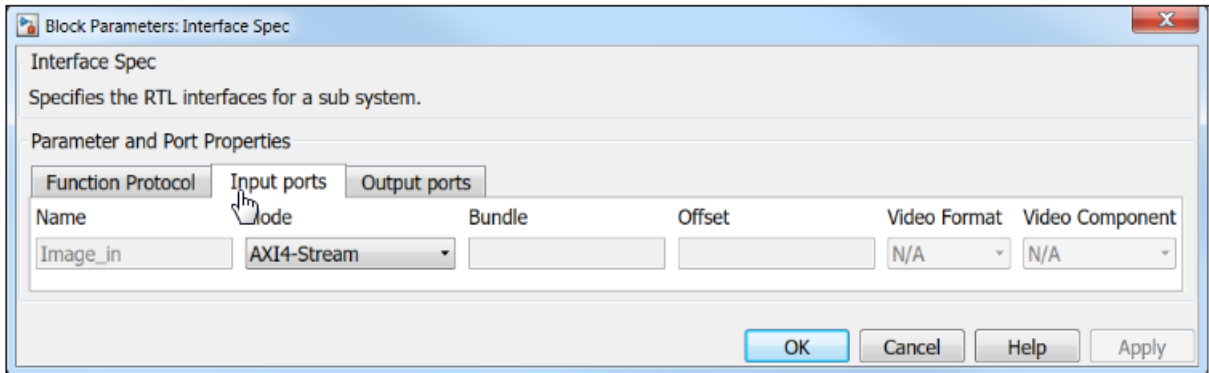 Block Parameters: Interface Spec
X
Interface Spec
Specifies the RTL interfaces for a sub system.
Parameter and Port Properties
Function Protocol Input ports Output ports
Name Mode Bundle Offset Video Format Video Component
Image_in AXI4-Stream N/A N/A
OK Cancel Help Apply